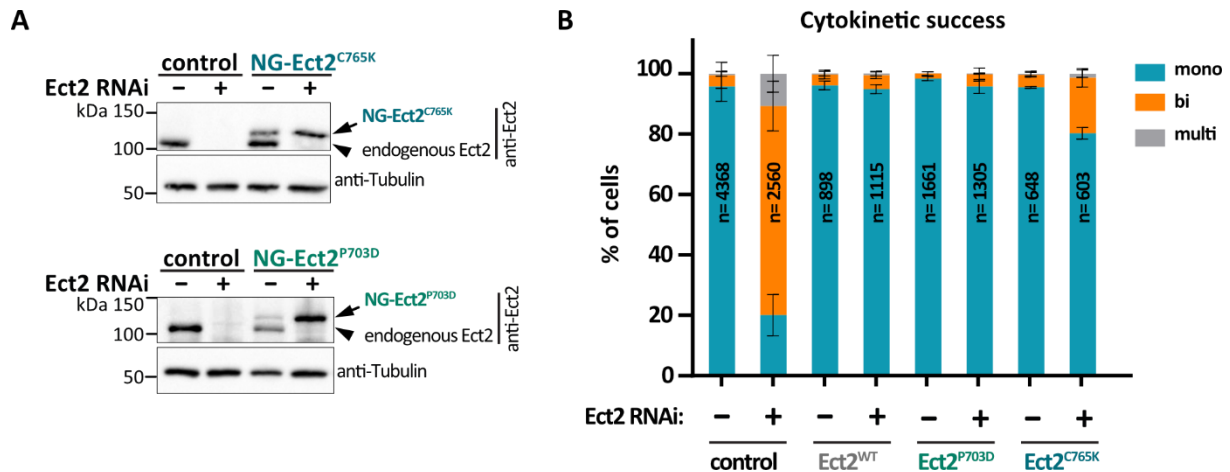 A
control NG-Ect2C765K
Ect2 RNAi − + − +
kDa 150
100
NG-Ect2C765K
endogenous Ect2
anti-Ect2
50
anti-Tubulin
control NG-Ect2P703D
Ect2 RNAi − + − +
kDa 150
100
NG-Ect2P703D
endogenous Ect2
anti-Ect2
50
anti-Tubulin
B
Cytokinetic success
% of cells
100
80
60
40
20
0
n= 4368
n= 2560
n= 898
n= 1115
n= 1661
n= 1305
n= 648
n= 603
mono
bi
multi
Ect2 RNAi: − + − + − + − +
control Ect2WT Ect2P703D Ect2C765K